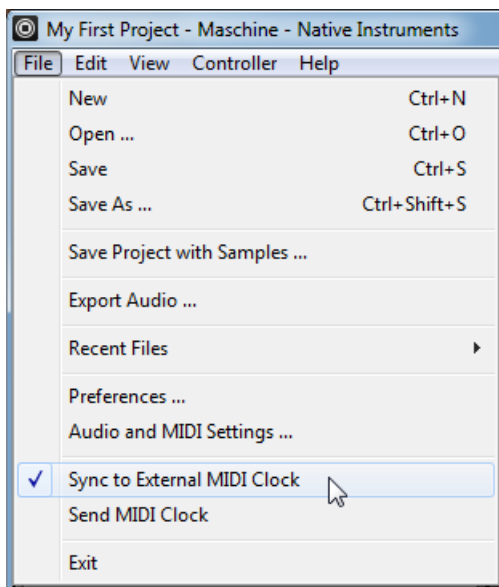 My First Project - Maschine - Native Instruments
File Edit View Controller Help
New Ctrl+N
Open ... Ctrl+O
Save Ctrl+S
Save As ... Ctrl+Shift+S
Save Project with Samples ...
Export Audio ...
Recent Files
Preferences ...
Audio and MIDI Settings ...
Sync to External MIDI Clock
Send MIDI Clock
Exit